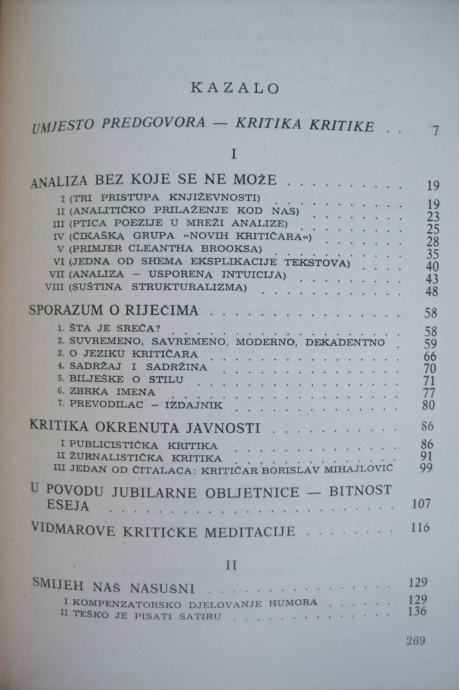 KAZALO
UMJESTO PREDGOVORA — KRITIKA KRITIKE . . 7
I
ANALIZA BEZ KOJE SE NE MOŽE . . . . . . . . 19
I (TRI PRISTUPA KNJIŽEVNOSTI) . . . . . . . . 19
II (ANALITIČKO PRILAŽENJE KOD NAS) . . . . . . 23
III (PTICA POEZIJE U MREŽI ANALIZE) . . . . . . 25
IV (ČIKAŠKA GRUPA »NOVIH KRITIČARA«) . . . . . 28
V (PRIMJER CLEANTHA BROOKSA) . . . . . . . . 35
VI (JEDNA OD SHEMA EKSPLIKACIJE TEKSTOVA) . . . 40
VII (ANALIZA — USPORENA INTUICIJA) . . . . . . 43
VIII (SUŠTINA STRUKTURALIZMA) . . . . . . . . 48
SPORAZUM O RIJEČIMA . . . . . . . . . . . 58
1. ŠTA JE SREĆA? . . . . . . . . . . . . . 58
2. SUVREMENO, SAVREMENO, MODERNO, DEKADENTNO . 59
3. O JEZIKU KRITIČARA . . . . . . . . . . . 66
4. SADRŽAJ I SADRŽINA . . . . . . . . . . . 70
5. BILJEŠKE O STILU . . . . . . . . . . . . 71
6. ZBRKA IMENA . . . . . . . . . . . . . . 77
7. PREVODILAC — IZDAJNIK . . . . . . . . . . 80
KRITIKA OKRENUTA JAVNOSTI . . . . . . . . 86
I PUBLICISTIČKA KRITIKA . . . . . . . . . . 86
II ŽURNALISTIČKA KRITIKA . . . . . . . . . . 91
III JEDAN OD ČITALACA: KRITIČAR BORISLAV MIHAJLOVIĆ 99
U POVODU JUBILARNE OBLJETNICE — BITNOST
ESEJA . . . . . . . . . . . . . . . . . 107
VIDMAROVE KRITIČKE MEDITACIJE . . . . . . 116
II
SMIJEH NAŠ NASUŠNI . . . . . . . . . . . 129
I KOMPENZATORSKO DJELOVANJE HUMORA . . . . . 129
II TEŠKO JE PISATI SATIRU . . . . . . . . . 136
269